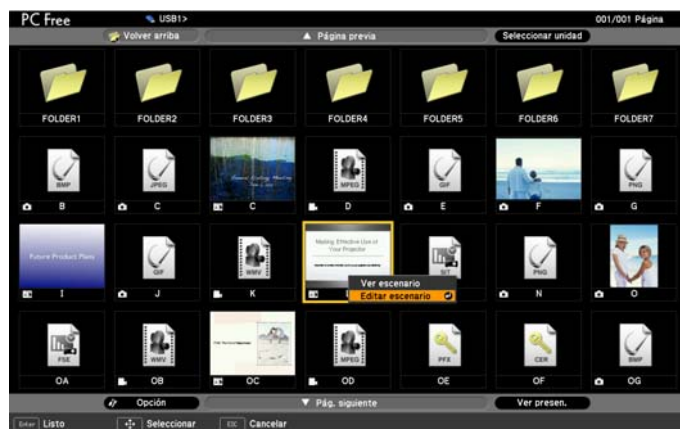 PC Free USB1> 001/001 Página
Volver arriba Página previa Seleccionar unidad
FOLDER1 FOLDER2 FOLDER3 FOLDER4 FOLDER5 FOLDER6 FOLDER7
BMP JPEG MPEG GIF PNG
B C C D E F G
Future Product Plans GIF WMV Making Effective Use of Your Projector SIT PNG
Ver escenario
Editar escenario
I J K N O
FSE WMV MPEG PFX CER BMP
OA OB OC OD OE OF OG
Opción Pág. siguiente Ver presen.
Enter Listo Seleccionar ESC Cancelar